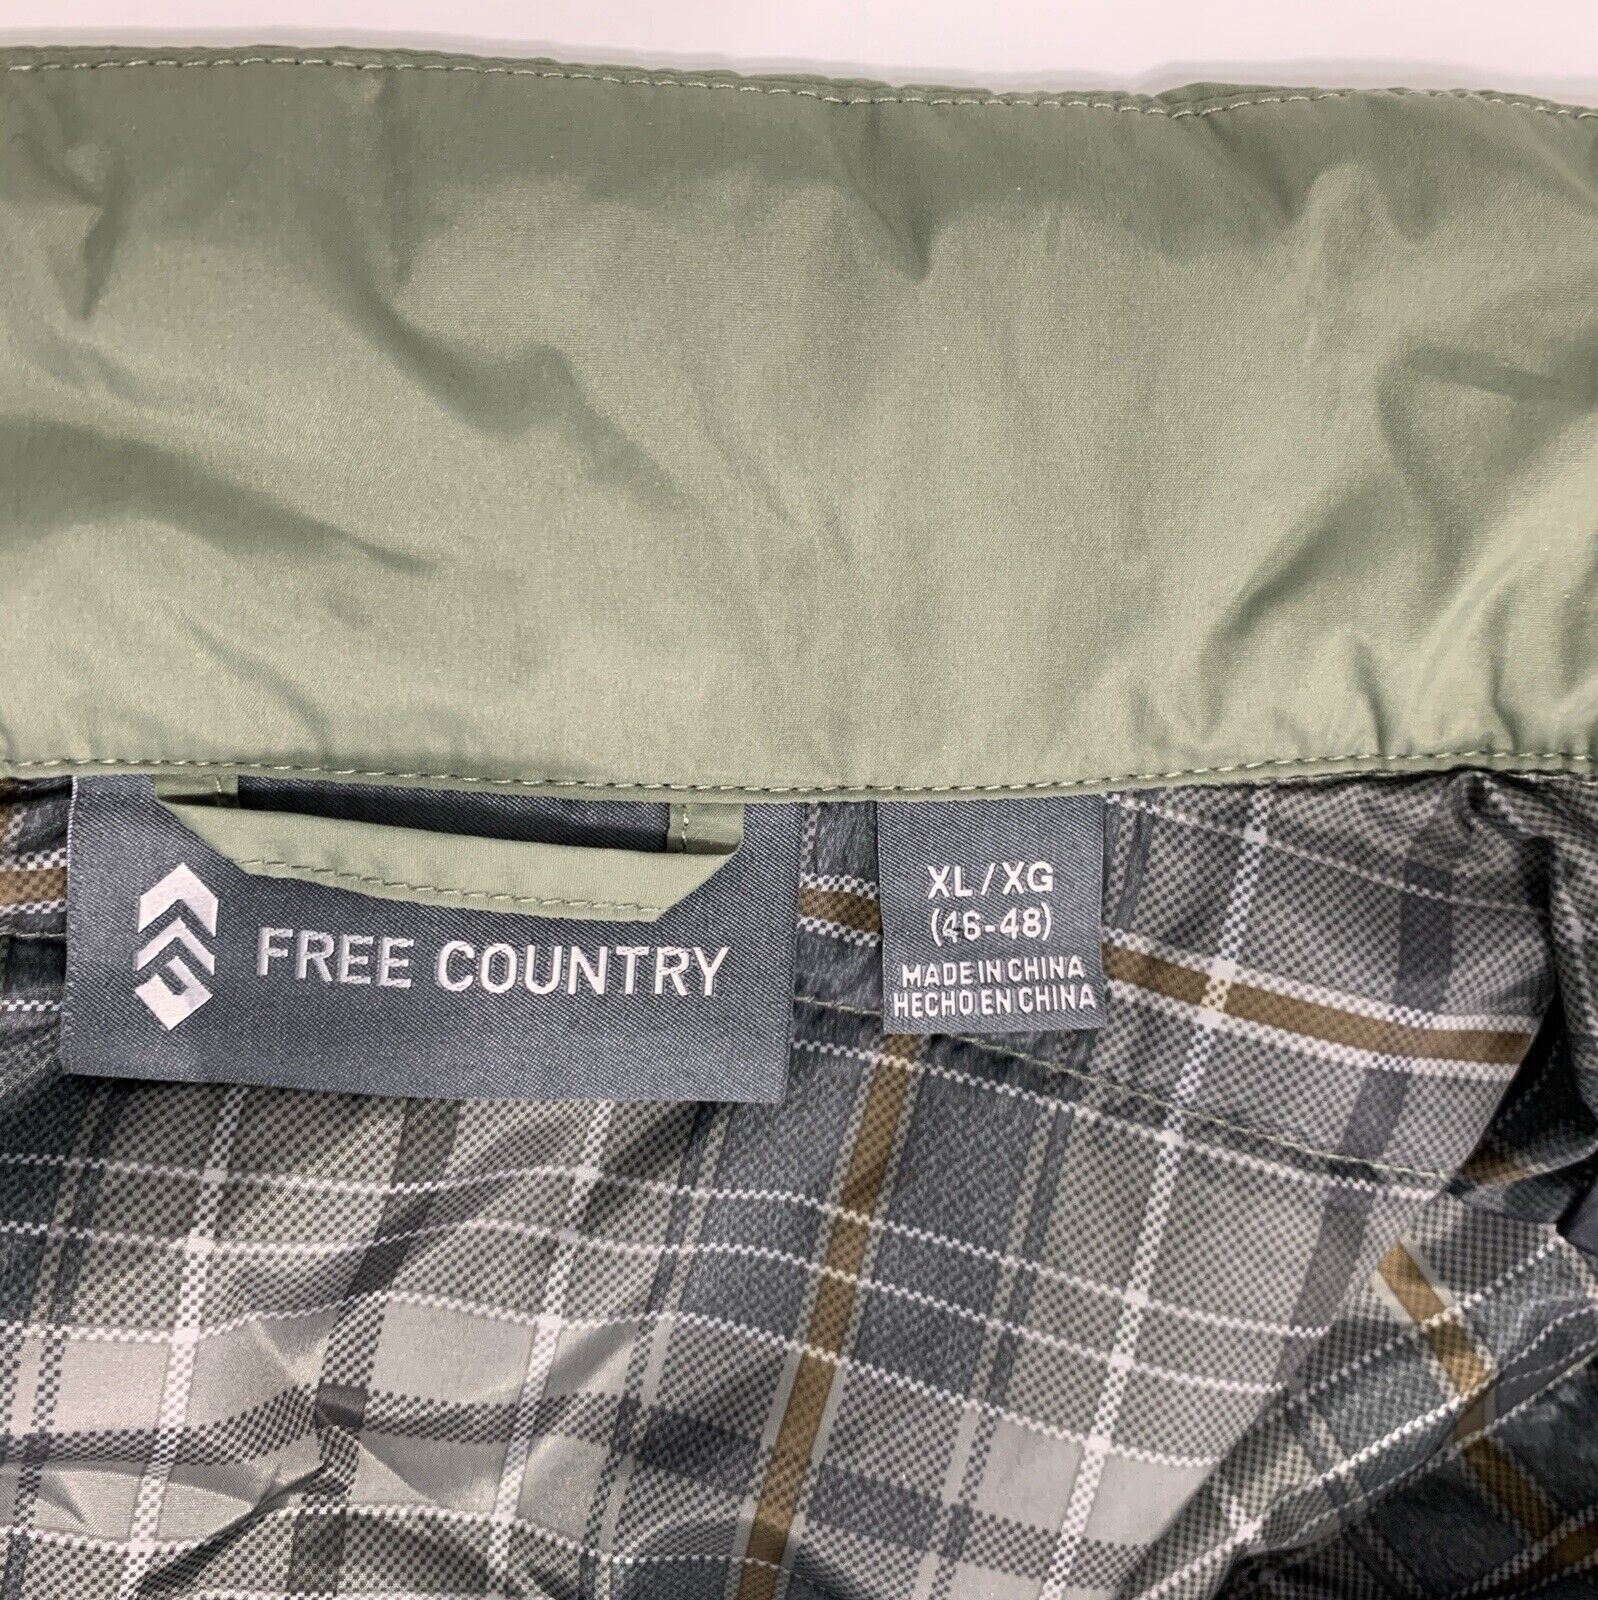 FREE COUNTRY
XL / XG
(46-48)
MADE IN CHINA
HECHO EN CHINA